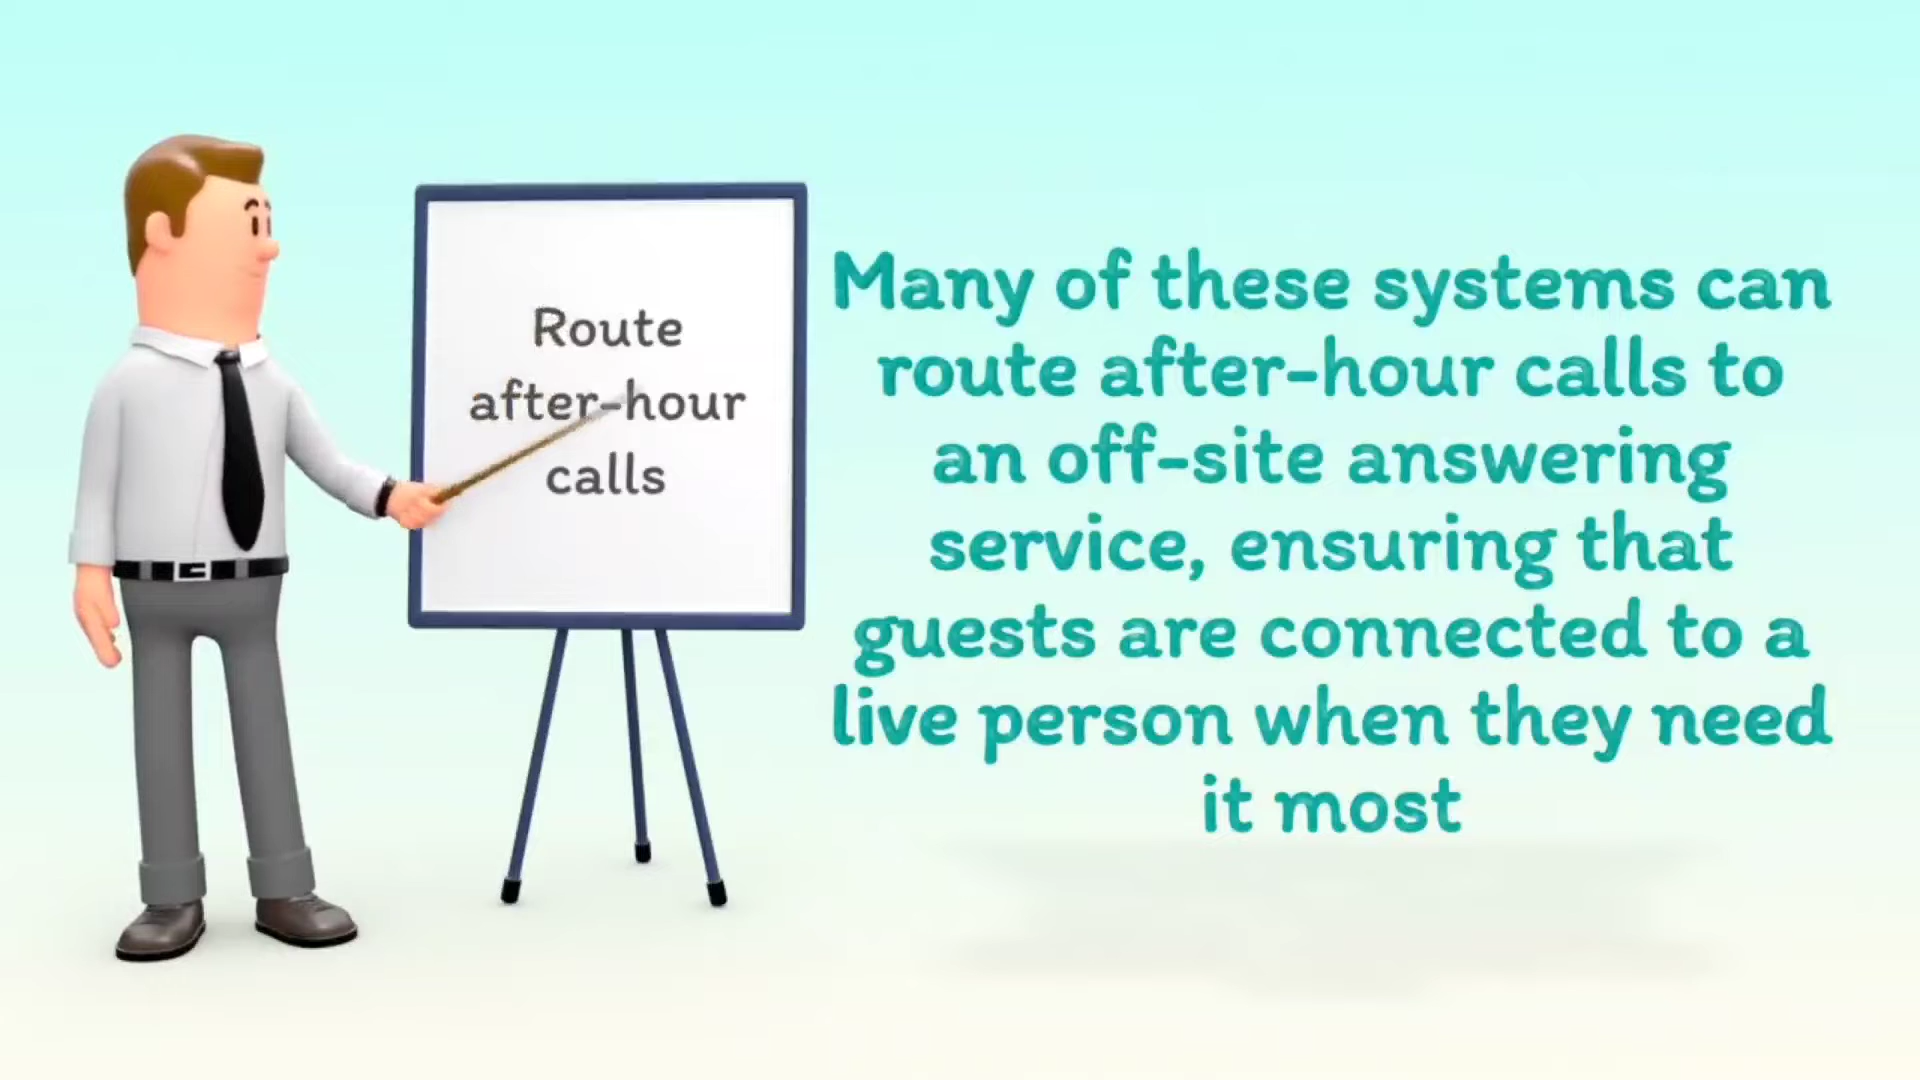 Route
after-hour
calls
Many of these systems can
route after-hour calls to
an off-site answering
service, ensuring that
guests are connected to a
live person when they need
it most